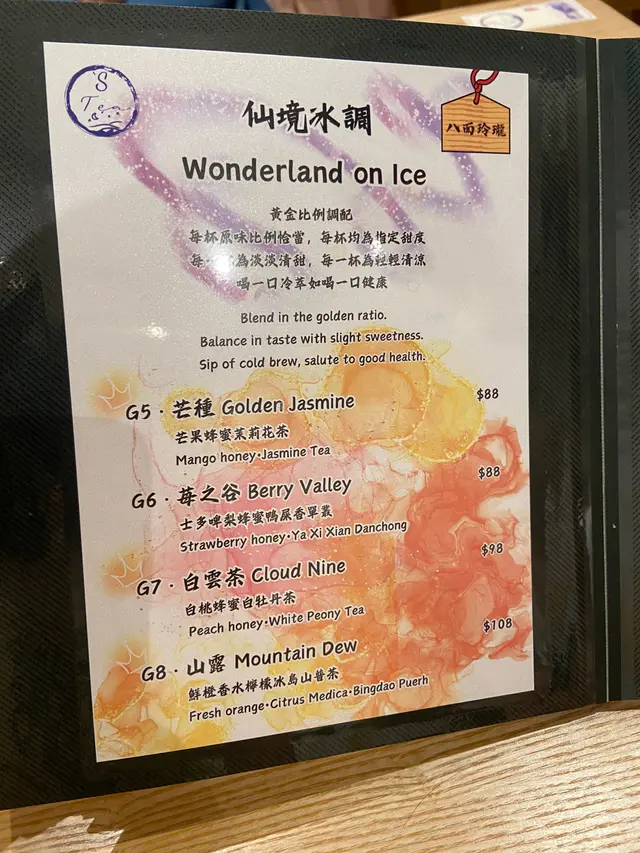 'S
Tea
八面玲瓏
仙境冰調
Wonderland on Ice
黃金比例調配
每杯原味比例恰當，每杯均為指定甜度
每 為淡淡清甜，每一杯為輕輕清涼
喝一口冷萃如喝一口健康
Blend in the golden ratio.
Balance in taste with slight sweetness.
Sip of cold brew, salute to good health.
G5 · 芒種 Golden Jasmine $88
芒果蜂蜜茉莉花茶
Mango honey·Jasmine Tea
G6 · 莓之谷 Berry Valley $88
士多啤梨蜂蜜鴨屎香單叢
Strawberry honey·Ya Xi Xian Danchong
G7 · 白雲茶 Cloud Nine $98
白桃蜂蜜白牡丹茶
Peach honey·White Peony Tea
G8 · 山露 Mountain Dew $108
鮮橙香水檸檬冰島山普茶
Fresh orange·Citrus Medica·Bingdao Puerh